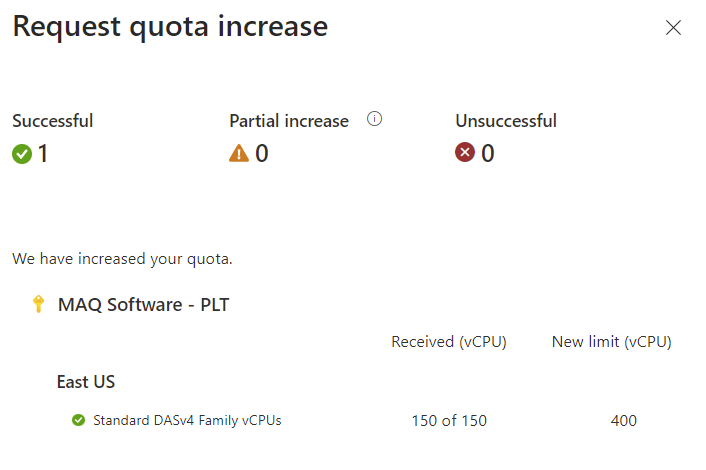 Request quota increase
Successful Partial increase Unsuccessful
1 0 0
We have increased your quota.
MAQ Software - PLT
Received (vCPU) New limit (vCPU)
East US
Standard DASv4 Family vCPUs 150 of 150 400